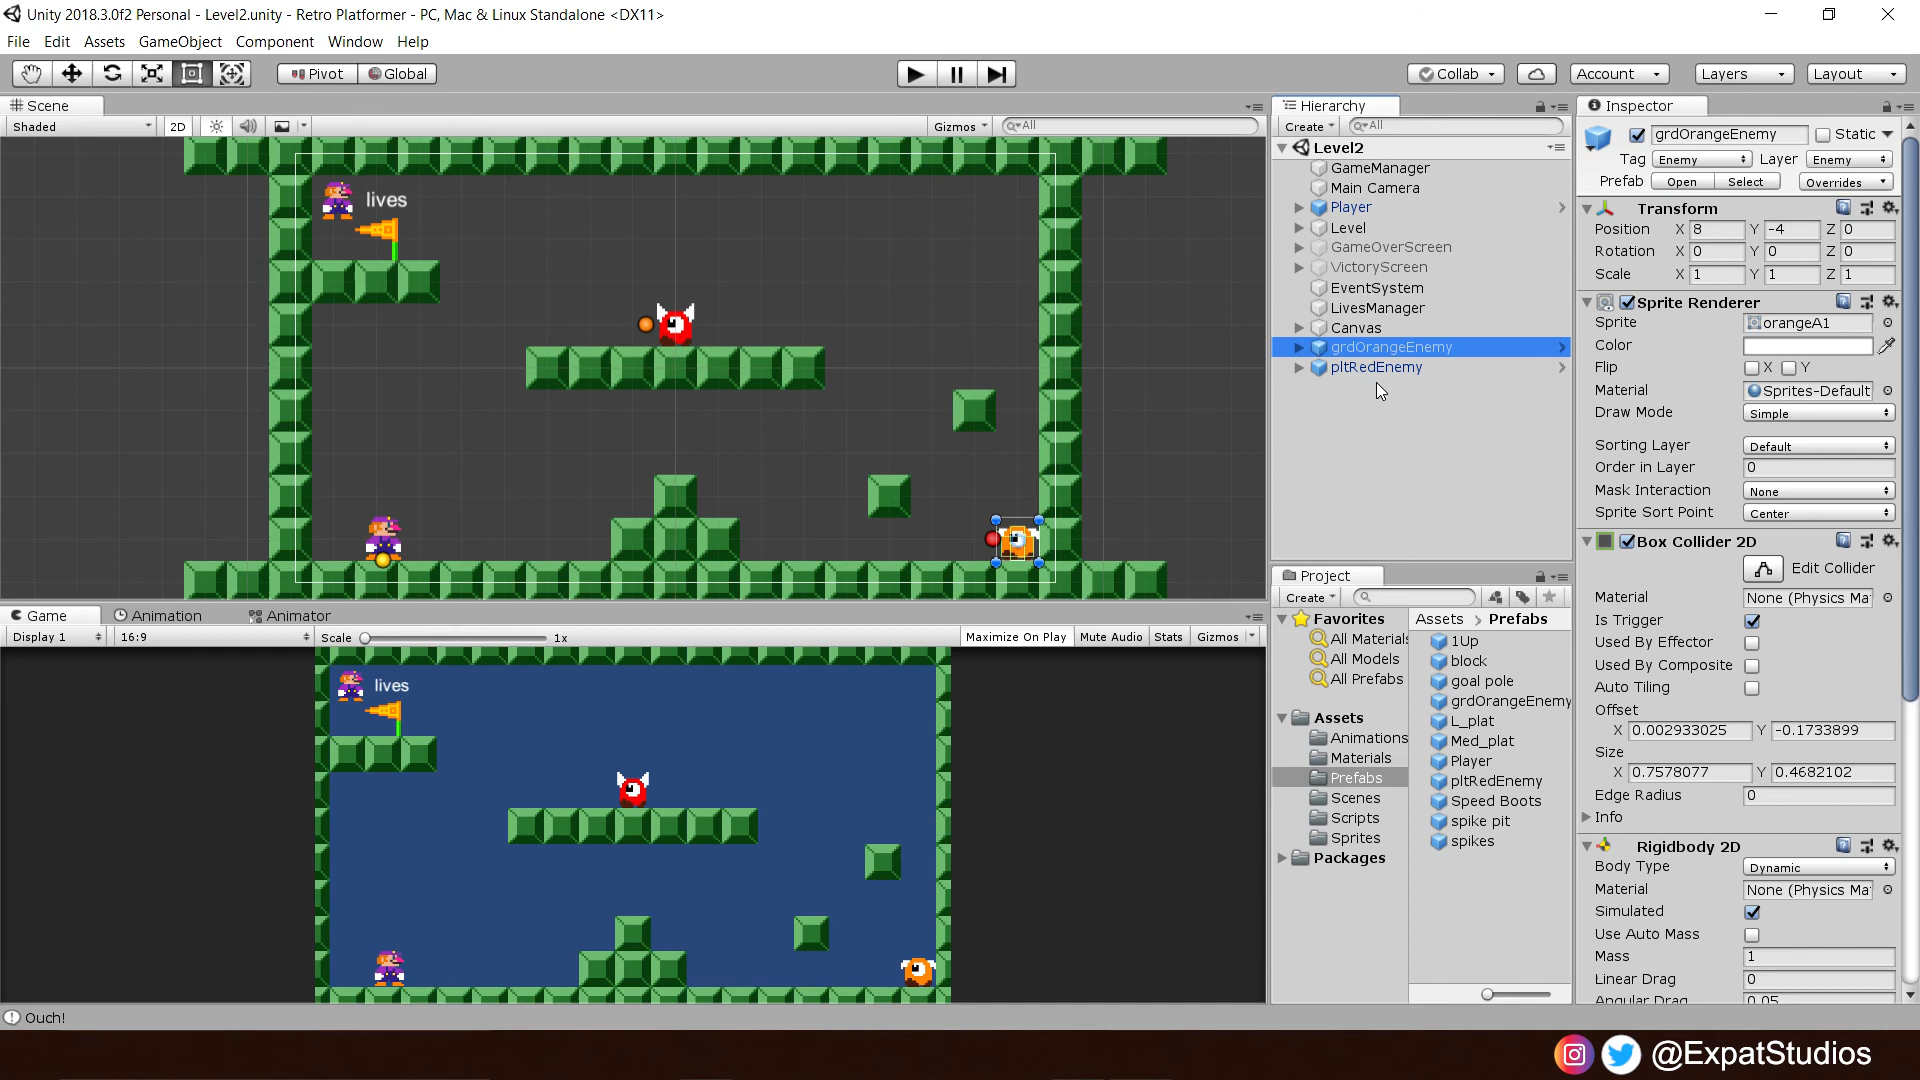 Unity 2018.3.0f2 Personal - Level2.unity - Retro Platformer - PC, Mac & Linux Standalone <DX11>
File Edit Assets GameObject Component Window Help
Pivot Global Collab Account Layers Layout
Scene
Shaded 2D Gizmos All
lives
Game Animation Animator
Display 1 16:9 Scale 1x Maximize On Play Mute Audio Stats Gizmos
lives
Ouch!
Hierarchy
Create All
Level2
GameManager
Main Camera
Player
Level
GameOverScreen
VictoryScreen
EventSystem
LivesManager
Canvas
grdOrangeEnemy
pltRedEnemy
Project
Create
Favorites
All Materials
All Models
All Prefabs
Assets
Animations
Materials
Prefabs
Scenes
Scripts
Sprites
Packages
Assets Prefabs
1Up
block
goal pole
grdOrangeEnemy
L_plat
Med_plat
Player
pltRedEnemy
Speed Boots
spike pit
spikes
Inspector
grdOrangeEnemy Static
Tag Enemy Layer Enemy
Prefab Open Select Overrides
Transform
Position X 8 Y -4 Z 0
Rotation X 0 Y 0 Z 0
Scale X 1 Y 1 Z 1
Sprite Renderer
Sprite orangeA1
Color
Flip X Y
Material Sprites-Default
Draw Mode Simple
Sorting Layer Default
Order in Layer 0
Mask Interaction None
Sprite Sort Point Center
Box Collider 2D
Edit Collider
Material None (Physics Ma
Is Trigger
Used By Effector
Used By Composite
Auto Tiling
Offset
X 0.002933025 Y -0.1733899
Size
X 0.7578077 Y 0.4682102
Edge Radius 0
Info
Rigidbody 2D
Body Type Dynamic
Material None (Physics Ma
Simulated
Use Auto Mass
Mass 1
Linear Drag 0
Angular Drag 0.05
@ExpatStudios